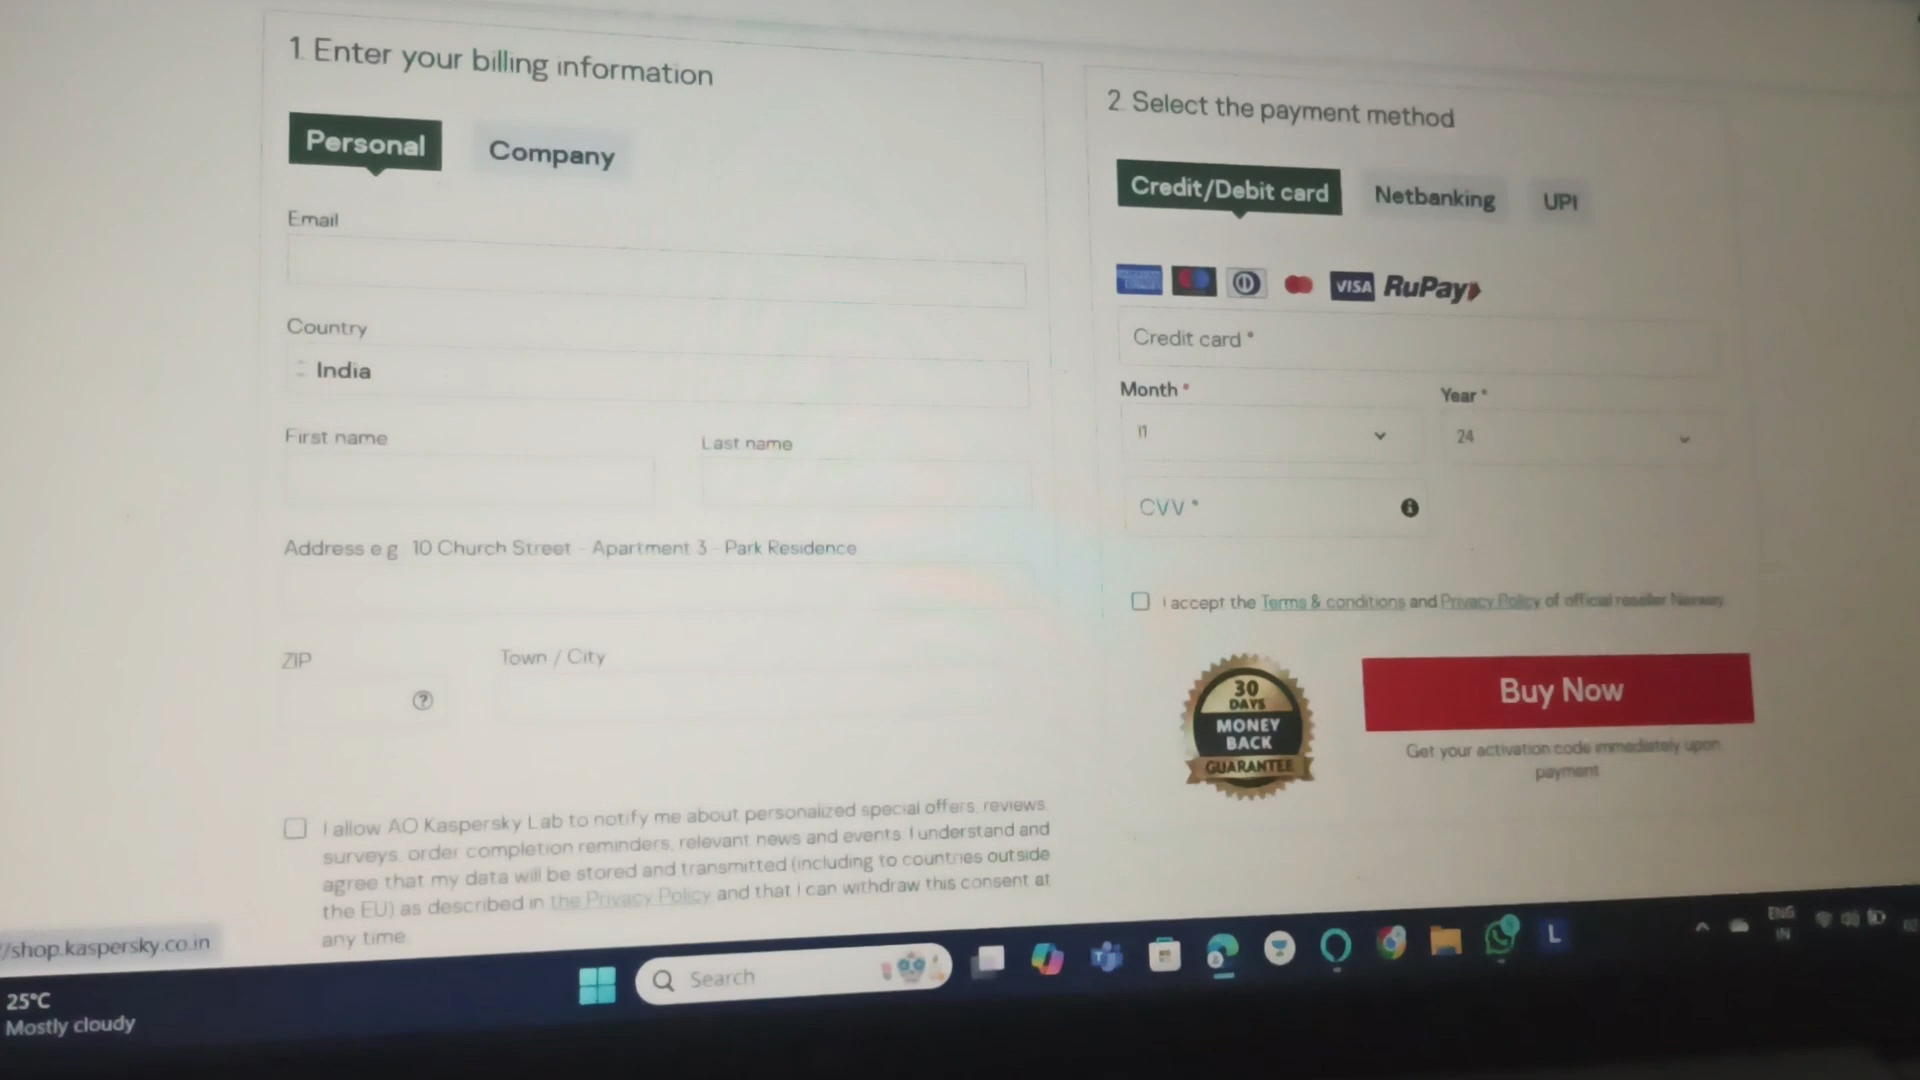 1. Enter your billing information
Personal
Company
Email
Country
India
First name
Last name
Address e.g. 10 Church Street - Apartment 3 - Park Residence
ZIP
Town / City
I allow AO Kaspersky Lab to notify me about personalized special offers, reviews,
surveys, order completion reminders, relevant news and events. I understand and
agree that my data will be stored and transmitted (including to countries outside
the EU) as described in the Privacy Policy and that I can withdraw this consent at
any time
2. Select the payment method
Credit/Debit card
Netbanking
UPI
VISA
RuPay
Credit card *
Month *
Year *
11
24
CVV *
I accept the Terms & conditions and Privacy Policy of official reseller
30
DAYS
MONEY
BACK
GUARANTEE
Buy Now
Get your activation code immediately upon
payment
//shop.kaspersky.co.in
25°C
Mostly cloudy
Search
L
ENG
IN